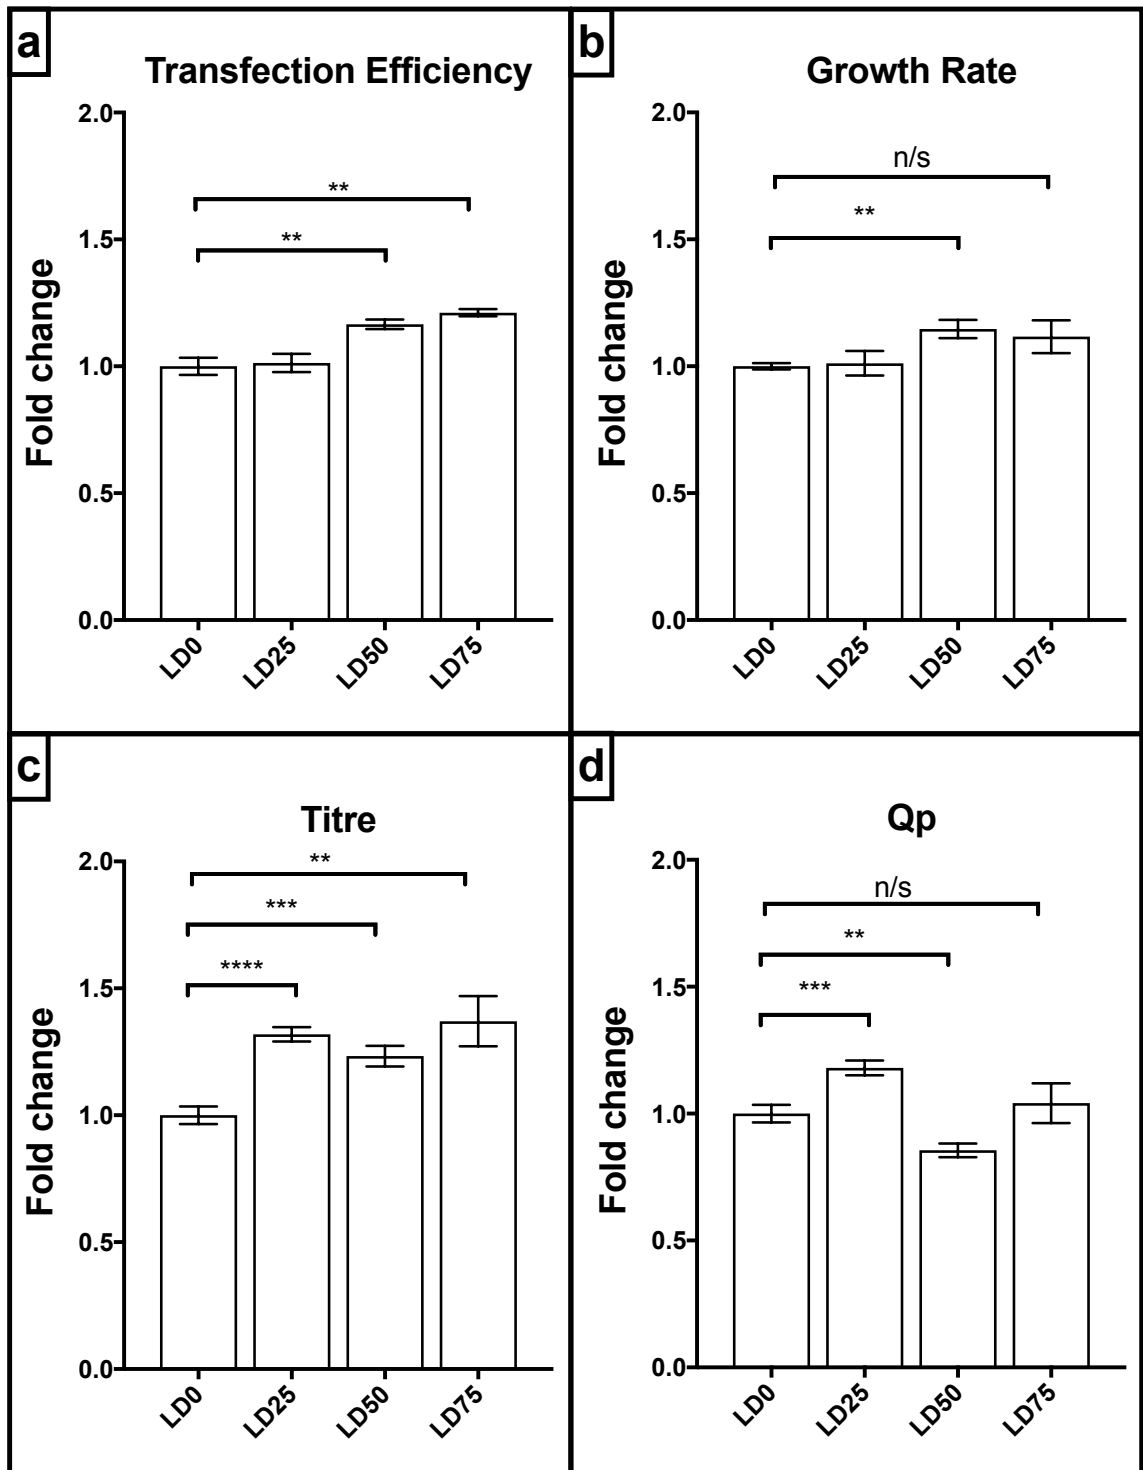 a
Transfection Efficiency
Fold change
2.0
1.5
1.0
0.5
0.0
**
**
LD0
LD25
LD50
LD75
b
Growth Rate
Fold change
2.0
1.5
1.0
0.5
0.0
n/s
**
LD0
LD25
LD50
LD75
c
Titre
Fold change
2.0
1.5
1.0
0.5
0.0
**
***
****
LD0
LD25
LD50
LD75
d
Qp
Fold change
2.0
1.5
1.0
0.5
0.0
n/s
**
***
LD0
LD25
LD50
LD75